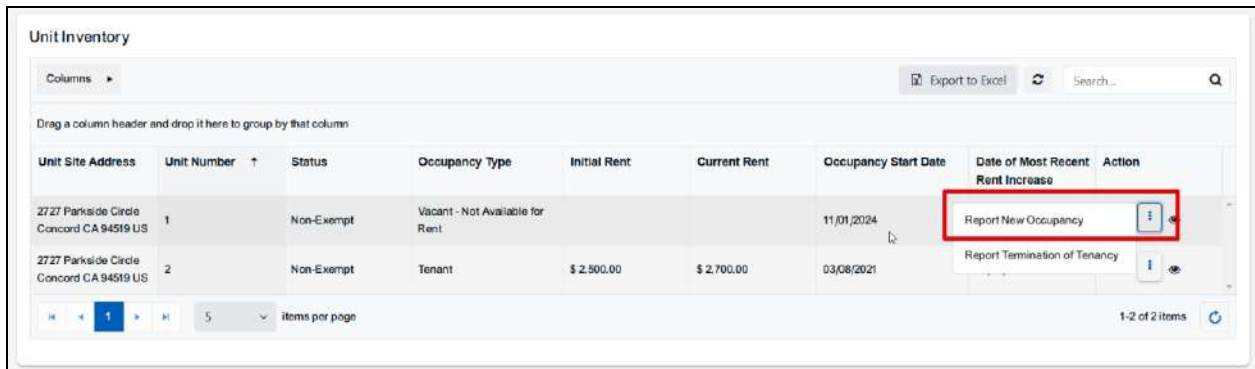 Unit Inventory
Columns
Export to Excel
Search...
Drag a column header and drop it here to group by that column
Unit Site Address Unit Number ↑ Status Occupancy Type Initial Rent Current Rent Occupancy Start Date Date of Most Recent Action
Rent Increase
2727 Parkside Circle
Concord CA 94519 US
1 Non-Exempt
Vacant - Not Available for
Rent
11/01/2024
Report New Occupancy
Report Termination of Tenancy
2727 Parkside Circle
Concord CA 94519 US
2 Non-Exempt Tenant $ 2,500.00 $ 2,700.00 03/08/2021
1 5 items per page 1-2 of 2 items